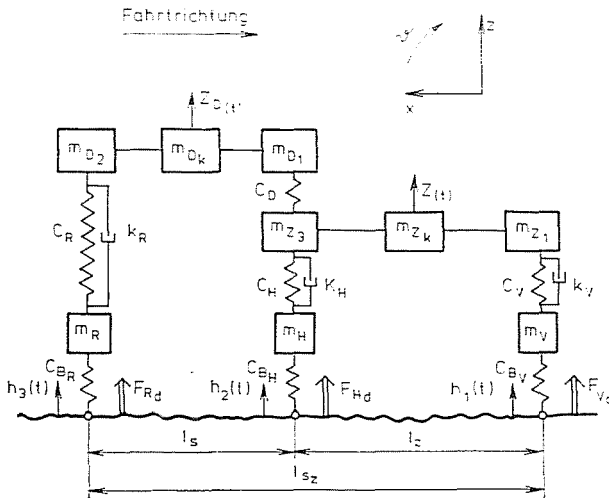 Fahrtrichtung
z
ϑ
x
Z_D(t)
m_D2 m_Dk m_D1
C_D
Z(t)
m_Z3 m_Zk m_Z1
C_R k_R
C_H K_H
C_V k_V
m_R m_H m_V
C_BR C_BH C_BV
h_3(t) F_Rd h_2(t) F_Hd h_1(t) F_Vd
l_s
l_sz